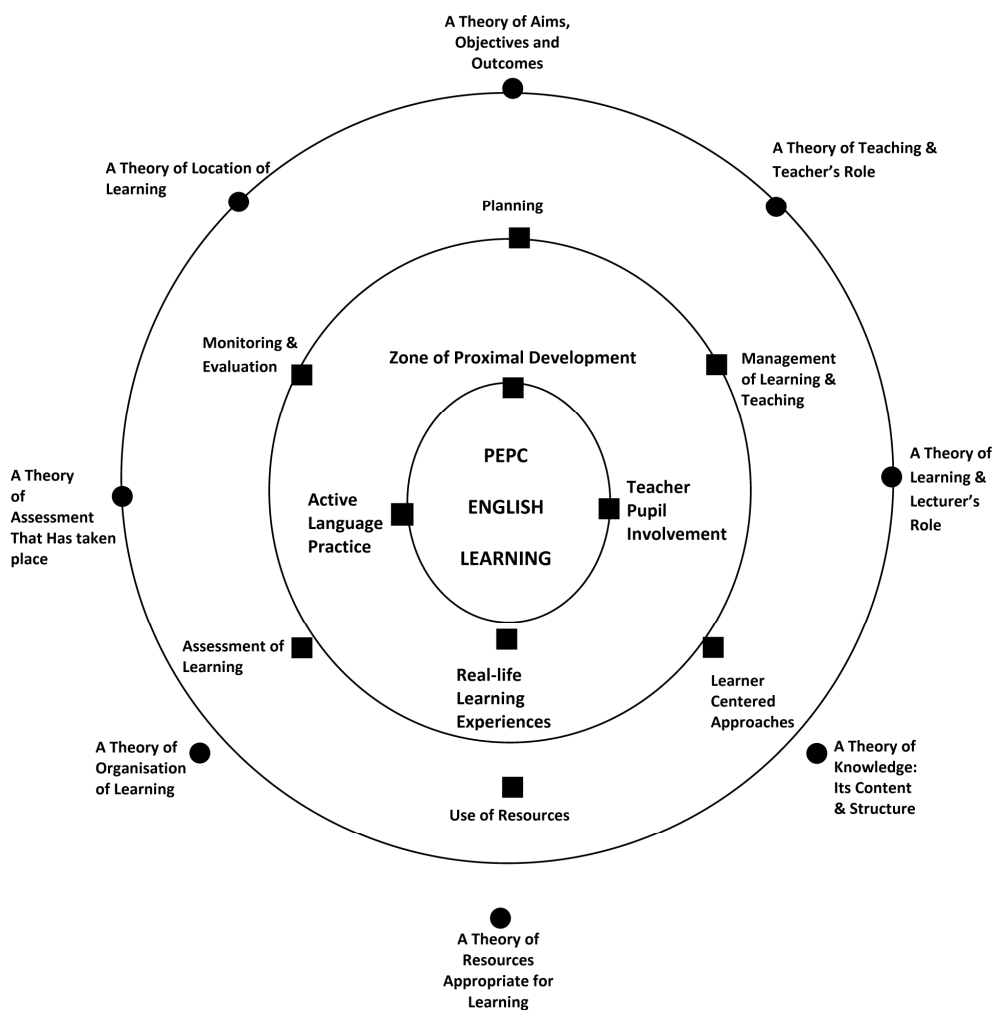 A Theory of Aims,
Objectives and
Outcomes
A Theory of Location of
Learning
A Theory of Teaching &
Teacher's Role
Planning
Monitoring &
Evaluation
Zone of Proximal Development
Management
of Learning &
Teaching
PEPC
ENGLISH
LEARNING
A Theory
of
Assessment
That Has taken
place
Active
Language
Practice
Teacher
Pupil
Involvement
A Theory of
Learning &
Lecturer's
Role
Assessment of
Learning
Real-life
Learning
Experiences
Learner
Centered
Approaches
A Theory of
Organisation
of Learning
A Theory of
Knowledge:
Its Content
& Structure
Use of Resources
A Theory of
Resources
Appropriate for
Learning